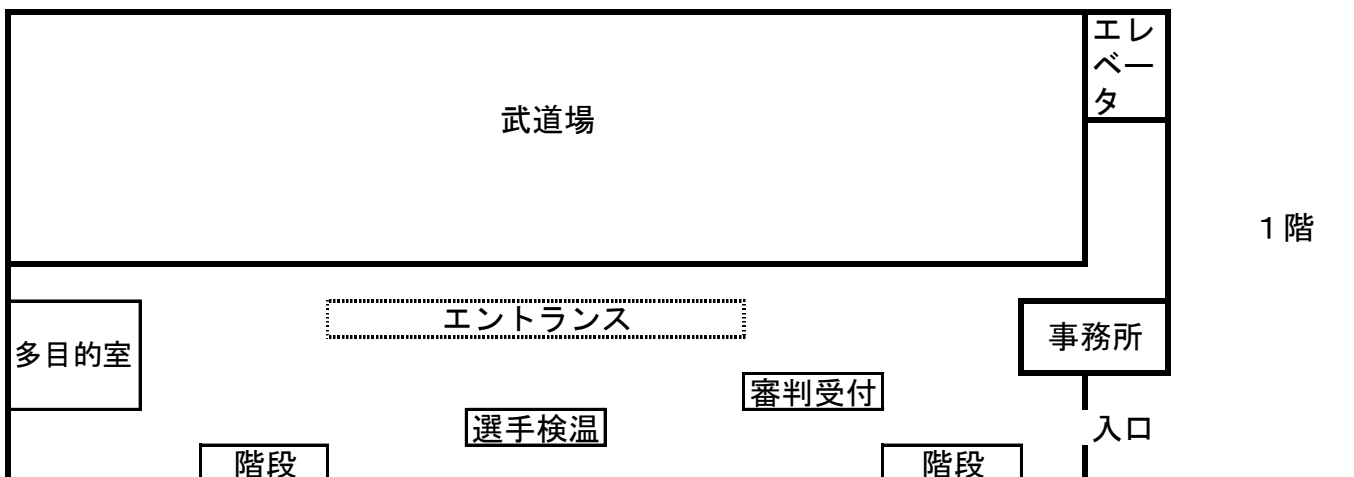 エレ
ベー
タ
武道場
１階
エントランス
事務所
多目的室
審判受付
選手検温
入口
階段
階段